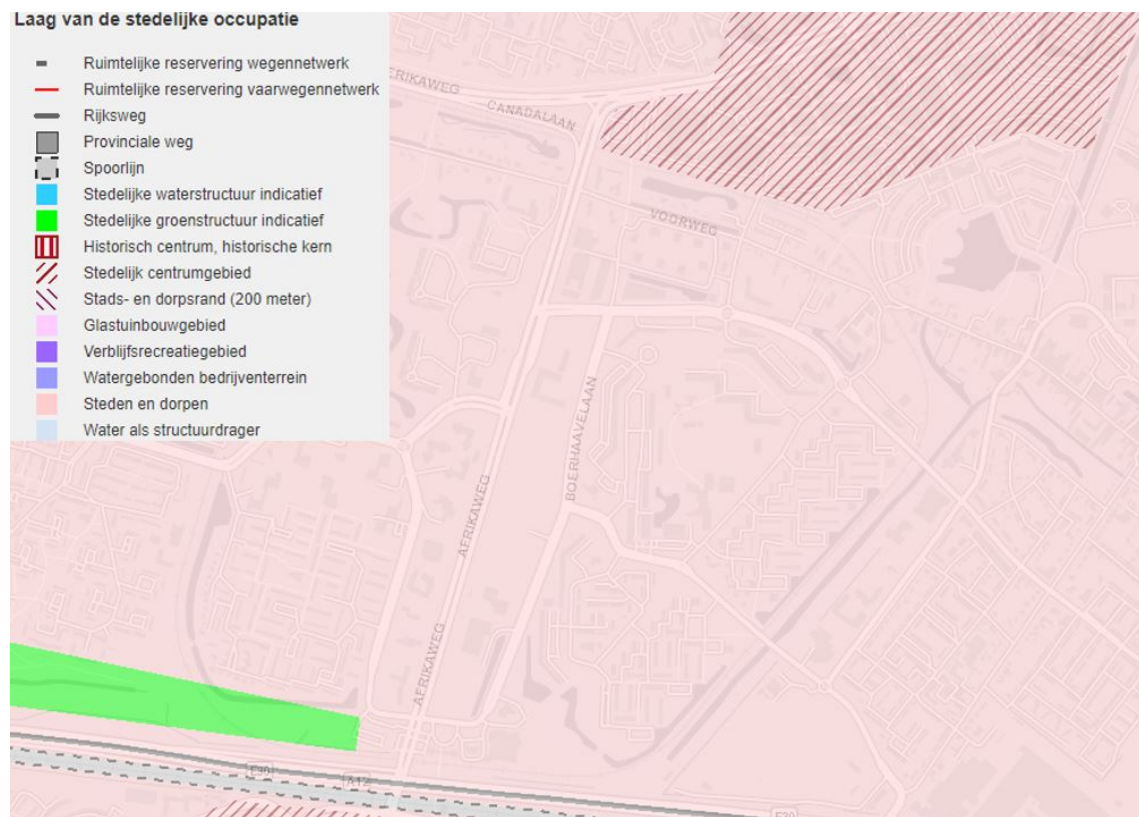 Laag van de stedelijke occupatie
Ruimtelijke reservering wegennetwerk
Ruimtelijke reservering vaarwegennetwerk
Rijksweg
Provinciale weg
Spoorlijn
Stedelijke waterstructuur indicatief
Stedelijke groenstructuur indicatief
Historisch centrum, historische kern
Stedelijk centrumgebied
Stads- en dorpsrand (200 meter)
Glastuinbouwgebied
Verblijfsrecreatiegebied
Watergebonden bedrijventerrein
Steden en dorpen
Water als structuurdrager
ERIKAWEG
CANADALAAN
VOORWEG
BOERHAAVELAAN
AFRIKAWEG
AFRIKAWEG
E30
A12
E30